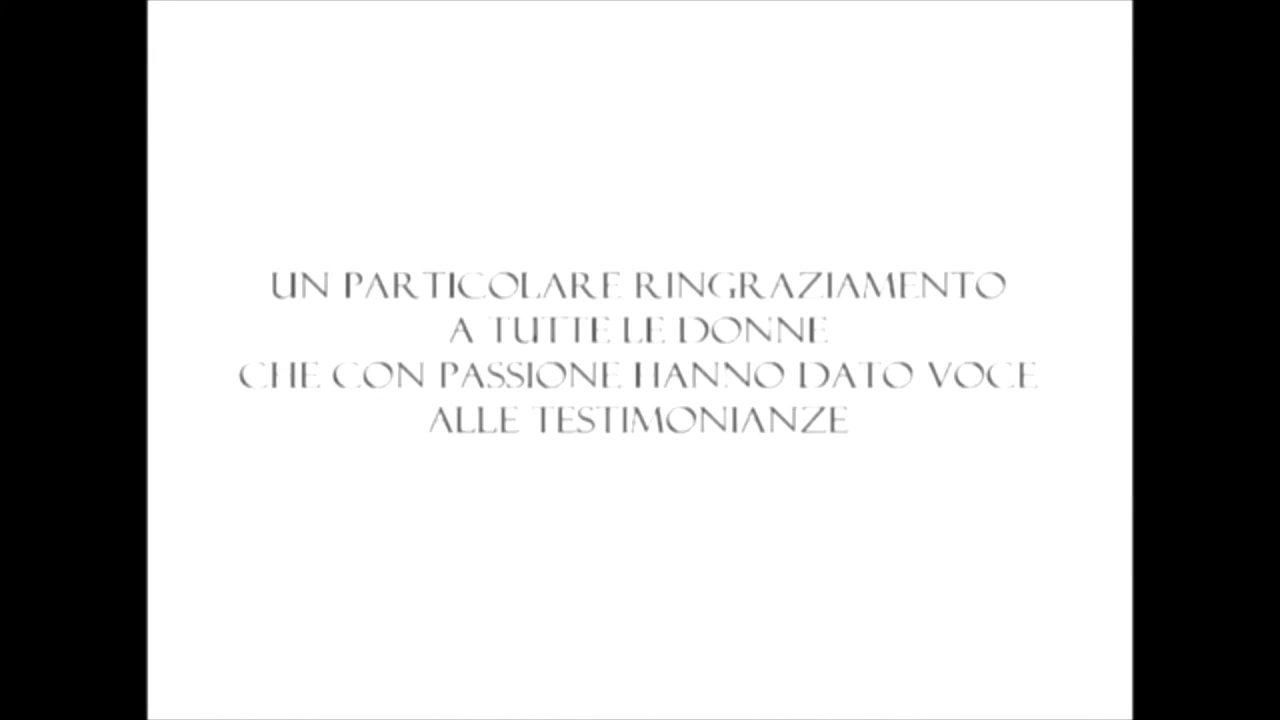 UN PARTICOLARE RINGRAZIAMENTO
A TUTTE LE DONNE
CHE CON PASSIONE HANNO DATO VOCE
ALLE TESTIMONIANZE